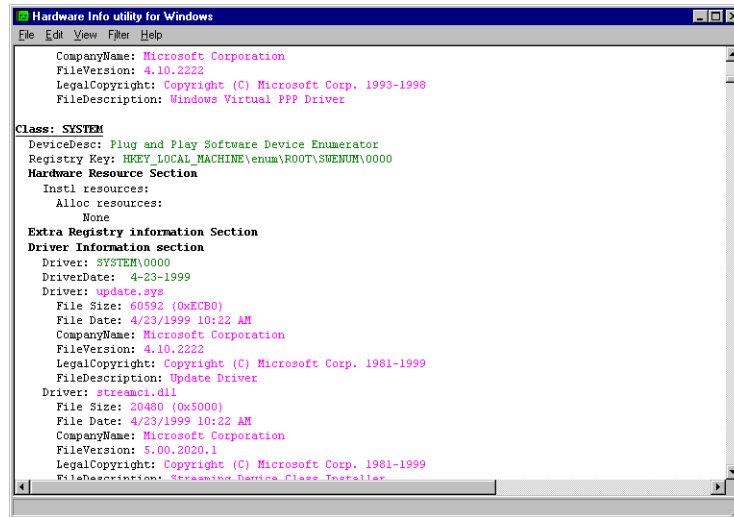 Hardware Info utility for Windows
File Edit View Filter Help
CompanyName: Microsoft Corporation
FileVersion: 4.10.2222
LegalCopyright: Copyright (C) Microsoft Corp. 1993-1998
FileDescription: Windows Virtual PPP Driver
Class: SYSTEM
DeviceDesc: Plug and Play Software Device Enumerator
Registry Key: HKEY_LOCAL_MACHINE\enum\ROOT\SWENUM\0000
Hardware Resource Section
Instl resources:
Alloc resources:
None
Extra Registry information Section
Driver Information section
Driver: SYSTEM\0000
DriverDate: 4-23-1999
Driver: update.sys
File Size: 60592 (0xECB0)
File Date: 4/23/1999 10:22 AM
CompanyName: Microsoft Corporation
FileVersion: 4.10.2222
LegalCopyright: Copyright (C) Microsoft Corp. 1981-1999
FileDescription: Update Driver
Driver: streamci.dll
File Size: 20480 (0x5000)
File Date: 4/23/1999 10:22 AM
CompanyName: Microsoft Corporation
FileVersion: 5.00.2020.1
LegalCopyright: Copyright (C) Microsoft Corp. 1981-1999
FileDescription: Streaming Device Class Installer